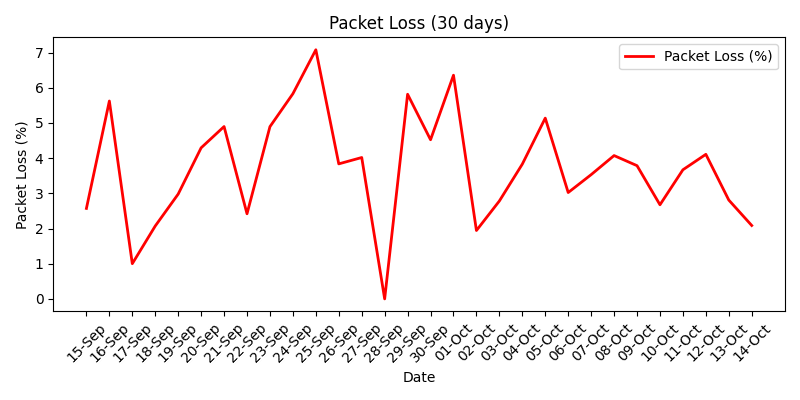 Packet Loss (30 days)
Packet Loss (%)
7
6
5
4
3
2
1
0
Packet Loss (%)
15-Sep
16-Sep
17-Sep
18-Sep
19-Sep
20-Sep
21-Sep
22-Sep
23-Sep
24-Sep
25-Sep
26-Sep
27-Sep
28-Sep
29-Sep
30-Sep
01-Oct
02-Oct
03-Oct
04-Oct
05-Oct
06-Oct
07-Oct
08-Oct
09-Oct
10-Oct
11-Oct
12-Oct
13-Oct
14-Oct
Date